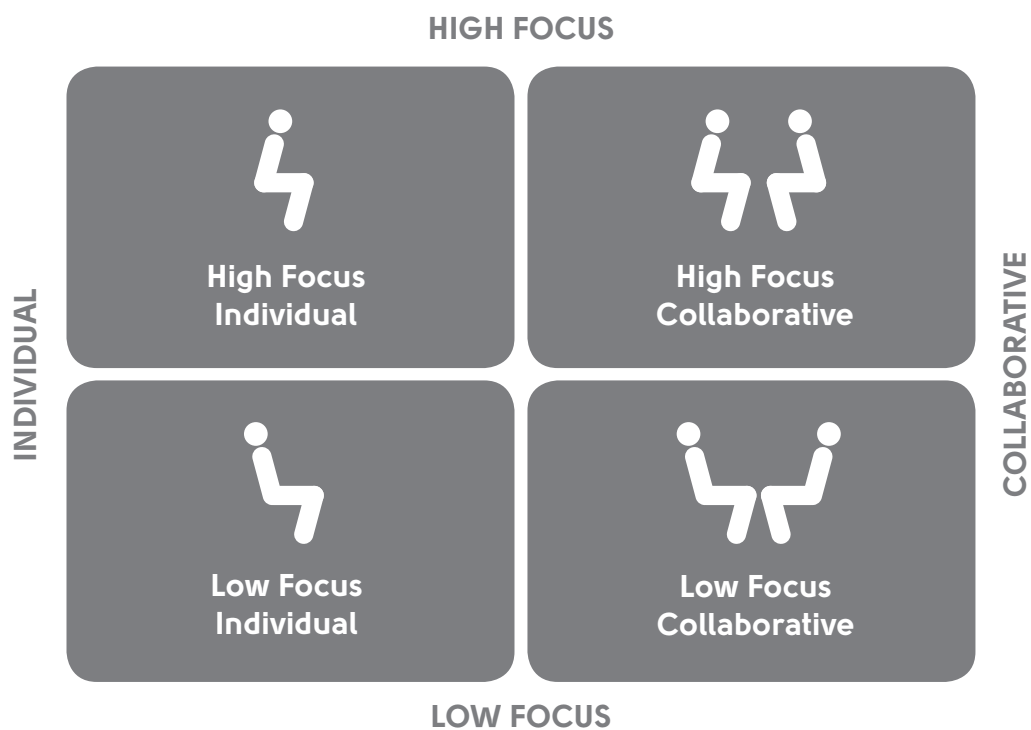 HIGH FOCUS
INDIVIDUAL
High Focus
Individual
High Focus
Collaborative
COLLABORATIVE
Low Focus
Individual
Low Focus
Collaborative
LOW FOCUS